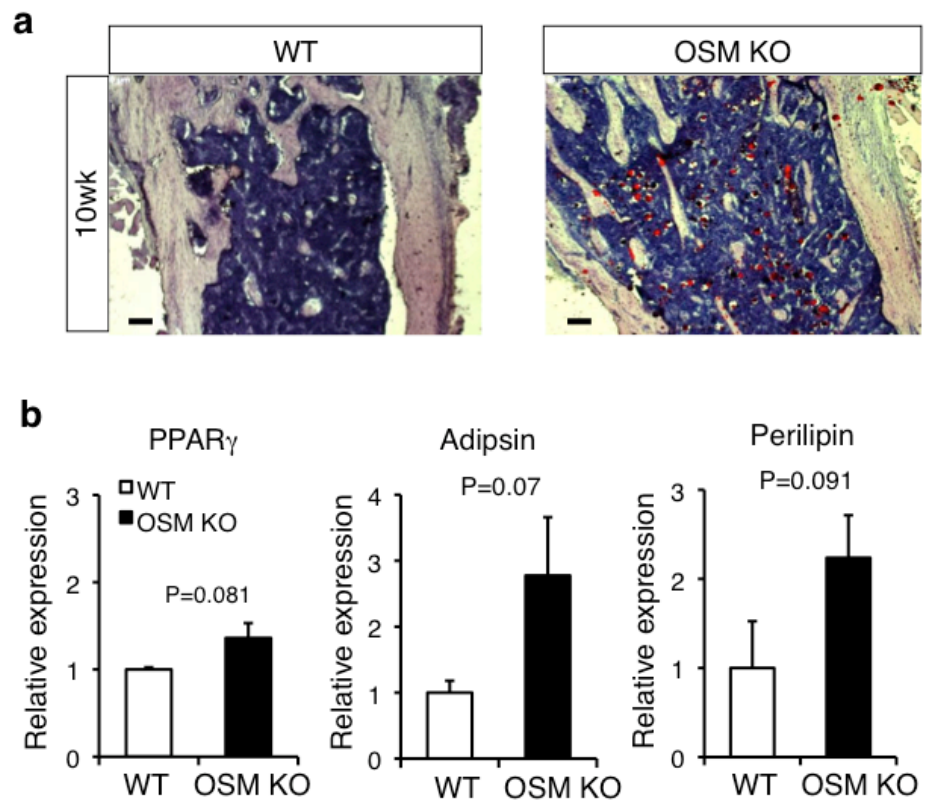 a
WT
OSM KO
10wk
b
PPARγ
Adipsin
Perilipin
WT
OSM KO
P=0.081
P=0.07
P=0.091
Relative expression
3
2
1
0
WT OSM KO
Relative expression
4
3
2
1
0
WT OSM KO
Relative expression
3
2
1
0
WT OSM KO